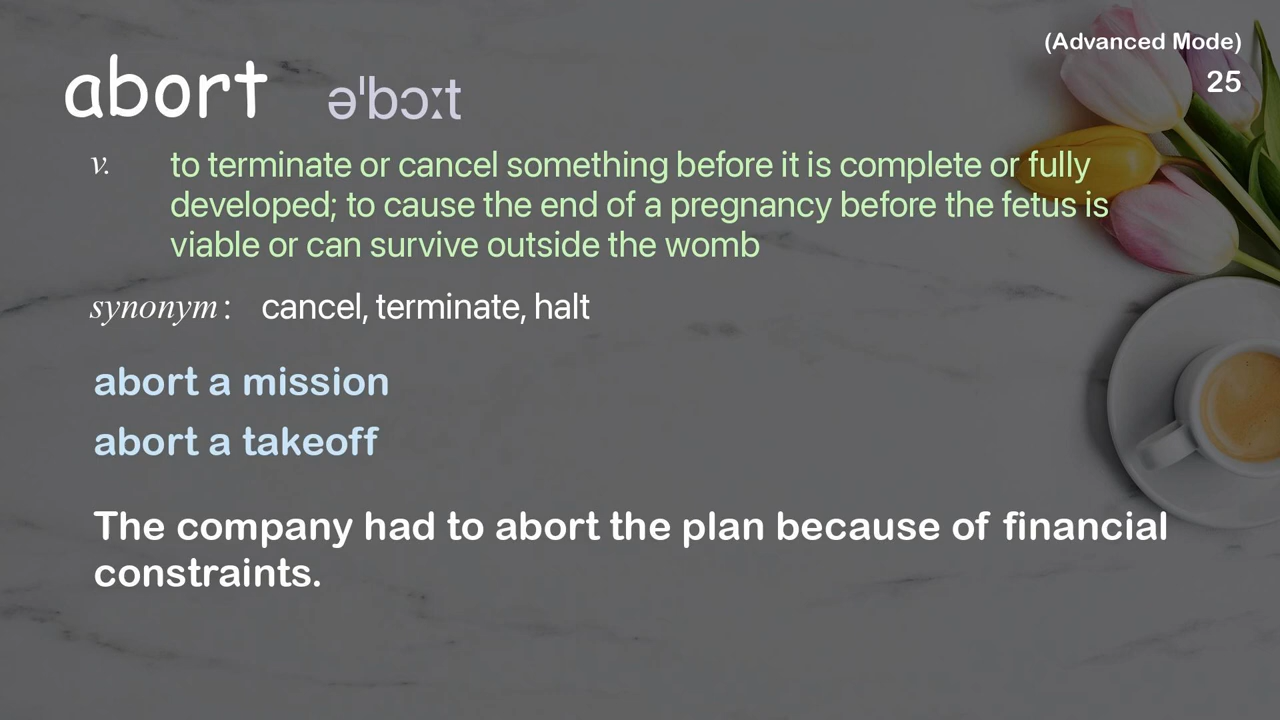 (Advanced Mode)
25
abort əˈbɔːt
v. to terminate or cancel something before it is complete or fully
developed; to cause the end of a pregnancy before the fetus is
viable or can survive outside the womb
synonym : cancel, terminate, halt
abort a mission
abort a takeoff
The company had to abort the plan because of financial
constraints.